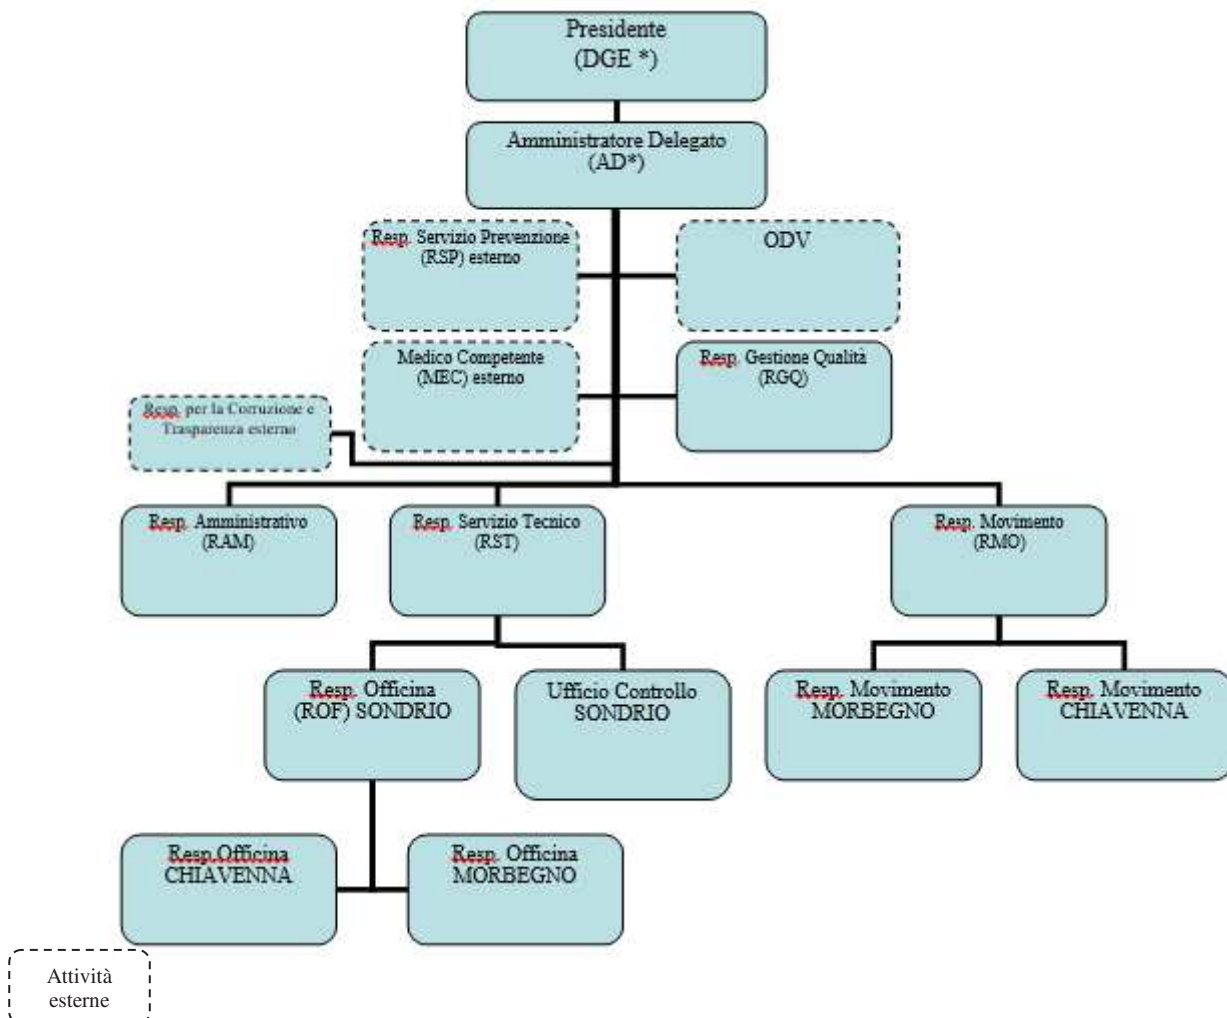 Presidente
(DGE *)
Amministratore Delegato
(AD*)
Resp. Servizio Prevenzione
(RSP) esterno
ODV
Medico Competente
(MEC) esterno
Resp. Gestione Qualità
(RGQ)
Resp. per la Corruzione e
Trasparenza esterno
Resp. Amministrativo
(RAM)
Resp. Servizio Tecnico
(RST)
Resp. Movimento
(RMO)
Resp. Officina
(ROF) SONDRIO
Ufficio Controllo
SONDRIO
Resp. Movimento
MORBEGNO
Resp. Movimento
CHIAVENNA
Resp.Officina
CHIAVENNA
Resp. Officina
MORBEGNO
Attività
esterne